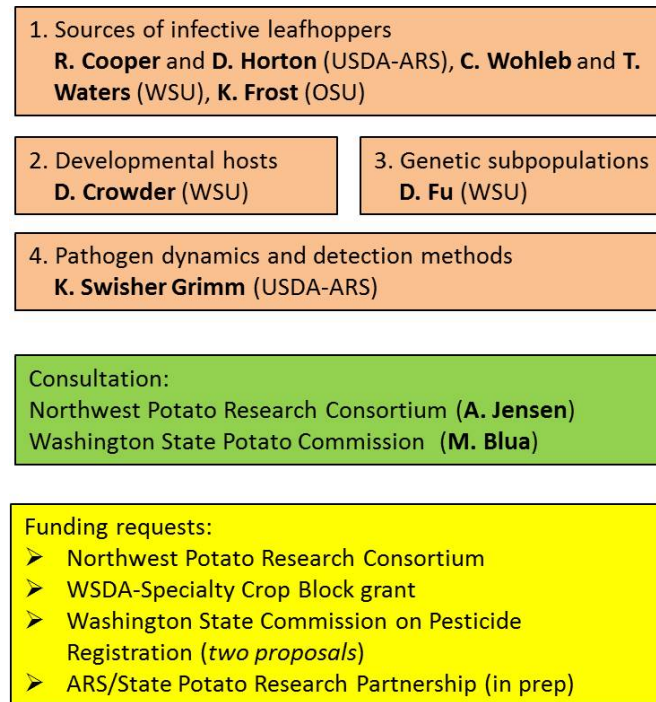 1. Sources of infective leafhoppers
R. Cooper and D. Horton (USDA-ARS), C. Wohleb and T.
Waters (WSU), K. Frost (OSU)
2. Developmental hosts
D. Crowder (WSU)
3. Genetic subpopulations
D. Fu (WSU)
4. Pathogen dynamics and detection methods
K. Swisher Grimm (USDA-ARS)
Consultation:
Northwest Potato Research Consortium (A. Jensen)
Washington State Potato Commission (M. Blua)
Funding requests:
➤ Northwest Potato Research Consortium
➤ WSDA-Specialty Crop Block grant
➤ Washington State Commission on Pesticide
Registration (two proposals)
➤ ARS/State Potato Research Partnership (in prep)